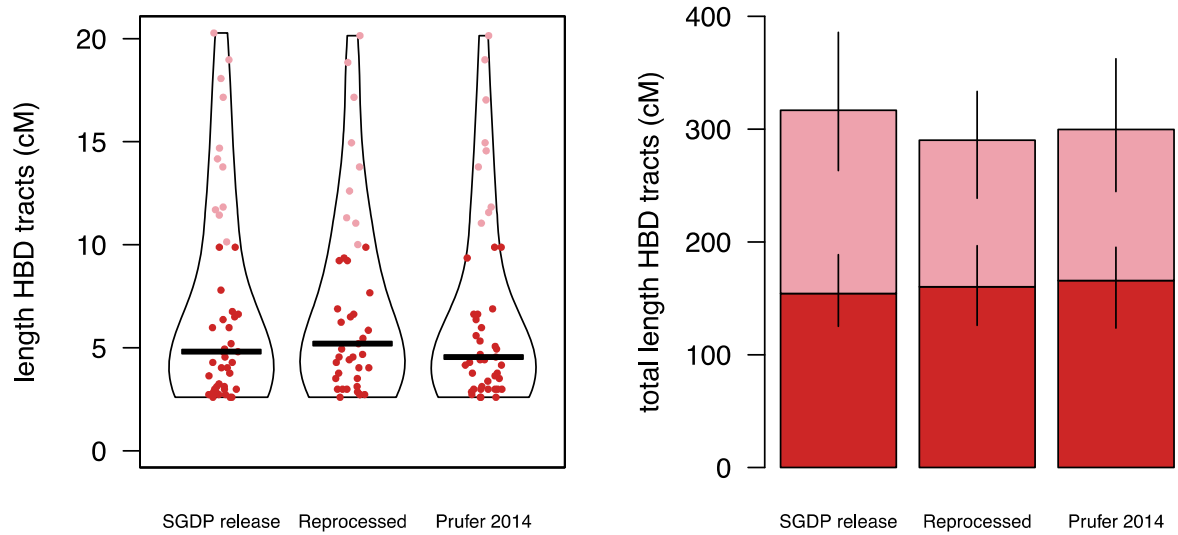 length HBD tracts (cM)
20
15
10
5
0
SGDP release Reprocessed Prufer 2014
total length HBD tracts (cM)
400
300
200
100
0
SGDP release Reprocessed Prufer 2014